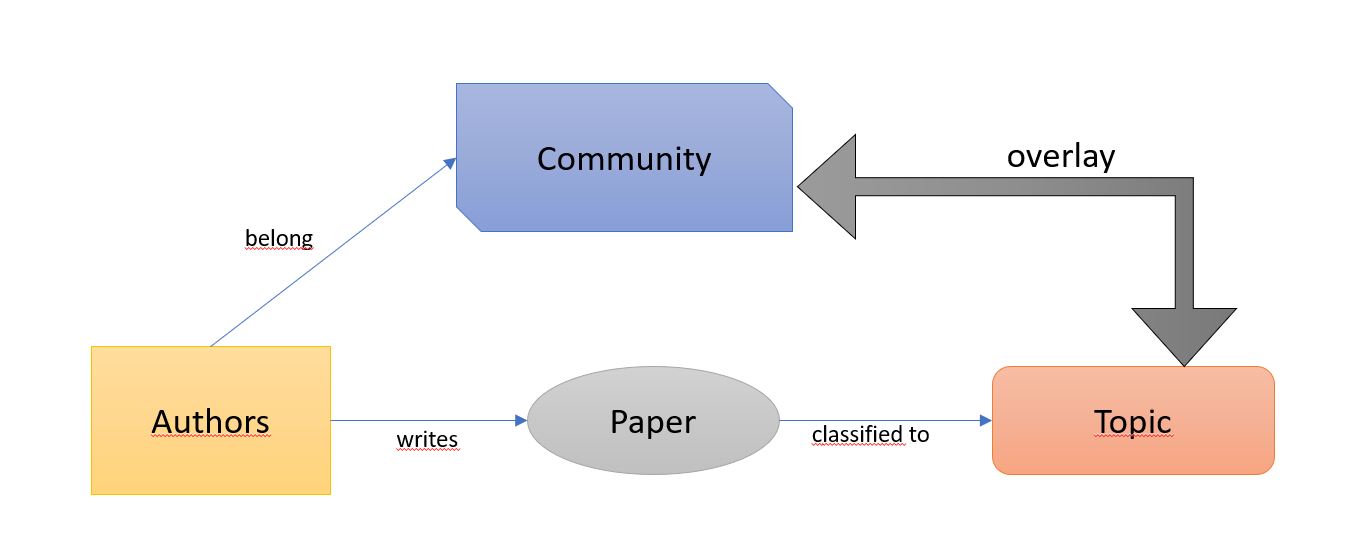 overlay
Community
belong
Authors
writes
Paper
classified to
Topic